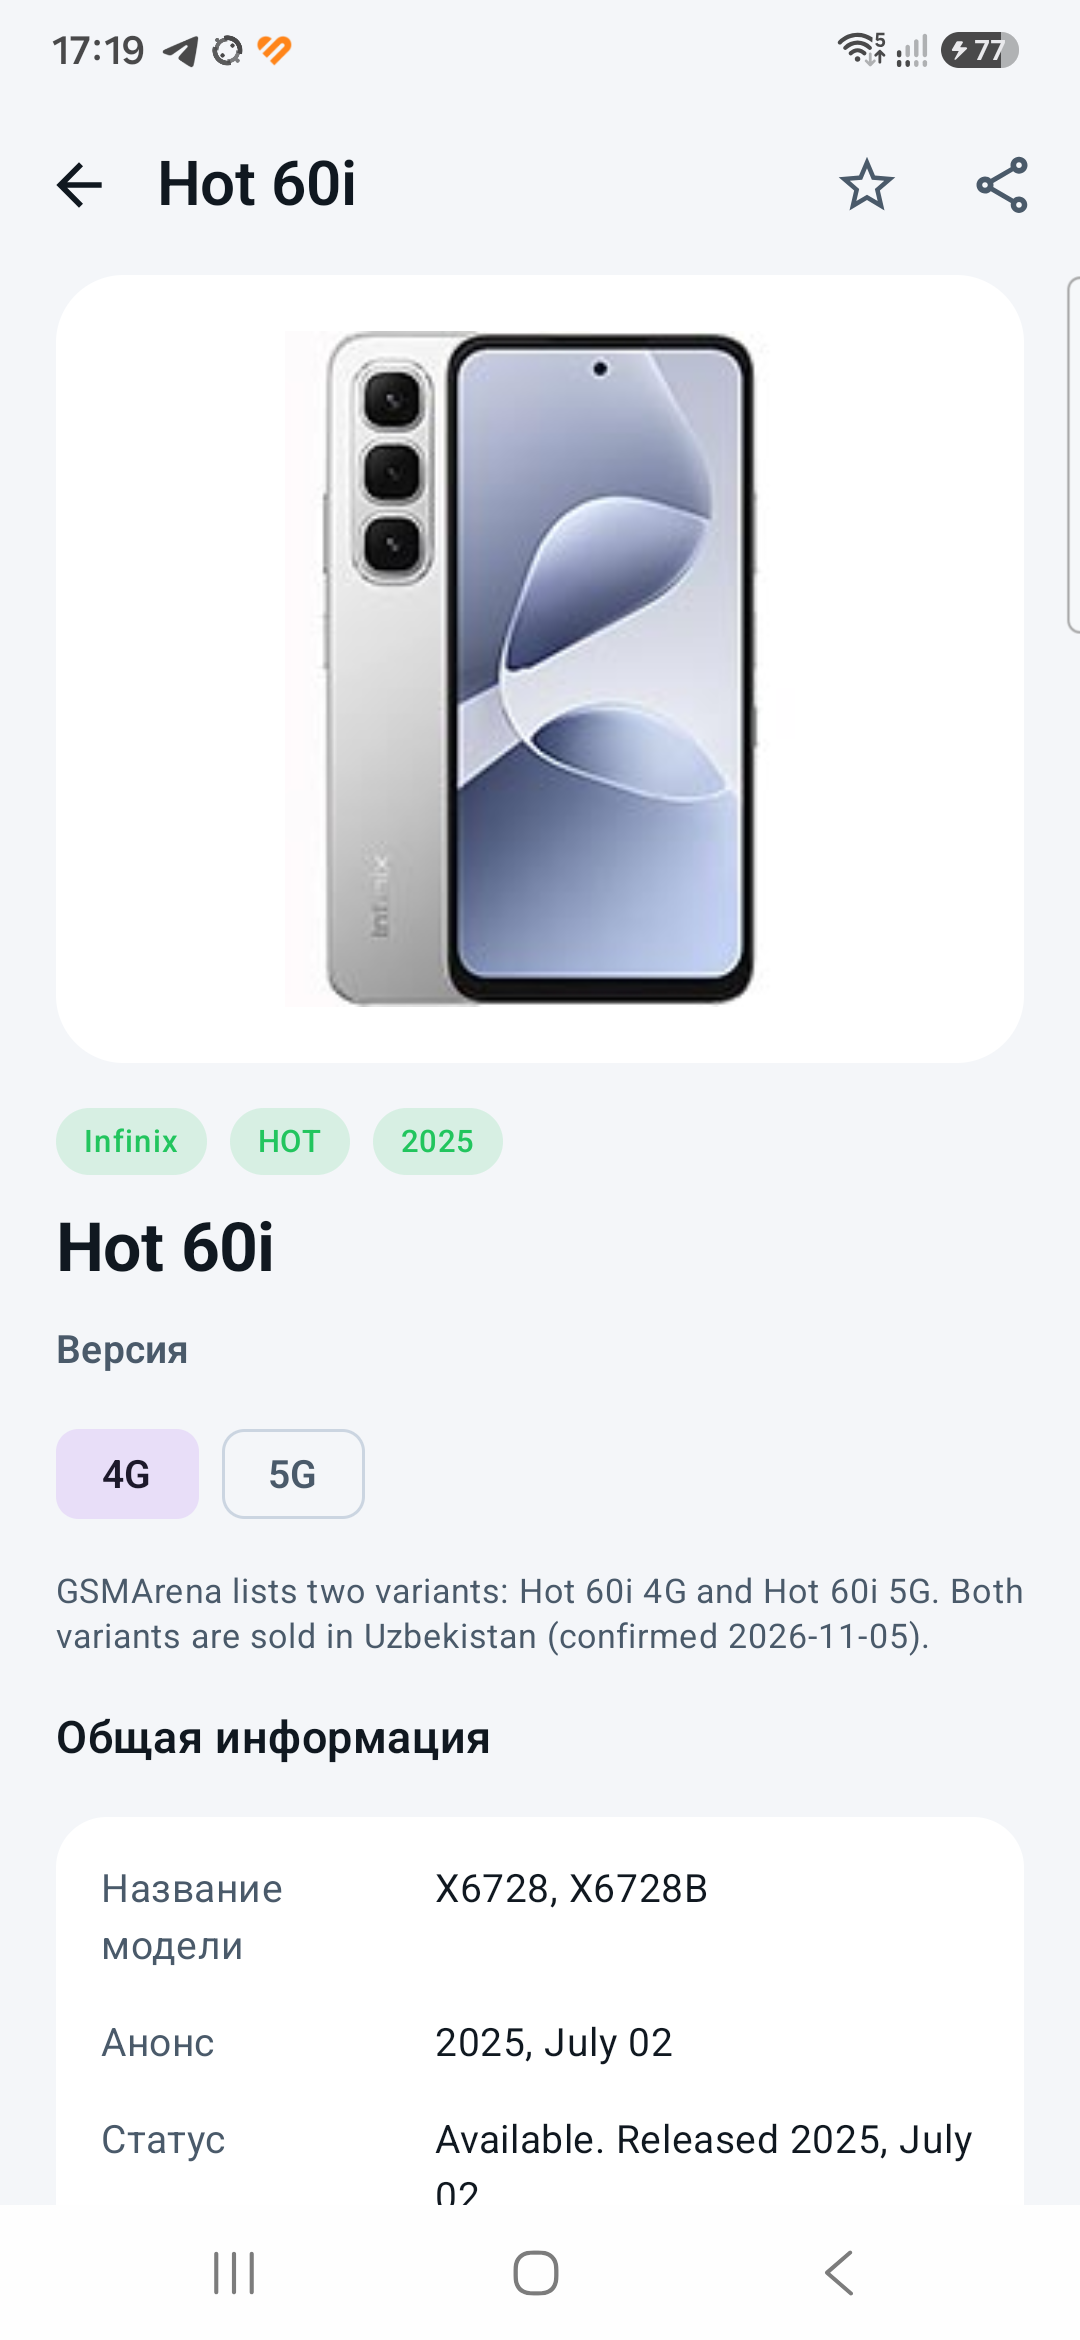 17:19
5
77
Hot 60i
Infinix
Infinix
HOT
2025
Hot 60i
Версия
4G
5G
GSMArena lists two variants: Hot 60i 4G and Hot 60i 5G. Both
variants are sold in Uzbekistan (confirmed 2026-11-05).
Общая информация
Название
модели
X6728, X6728B
Анонс
2025, July 02
Статус
Available. Released 2025, July
02